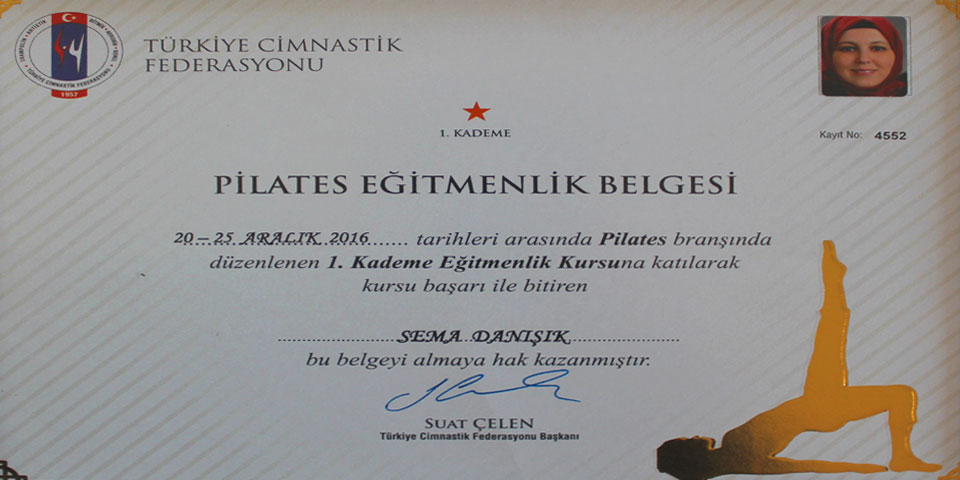 TÜRKİYE CİMNASTİK
FEDERASYONU
1957
1. KADEME
Kayıt No: 4552
PİLATES EĞİTMENLİK BELGESİ
20 – 25 ARALIK 2016 tarihleri arasında Pilates branşında
düzenlenen 1. Kademe Eğitmenlik Kursuna katılarak
kursu başarı ile bitiren
SEMA DANIŞIK
bu belgeyi almaya hak kazanmıştır.
SUAT ÇELEN
Türkiye Cimnastik Federasyonu Başkanı